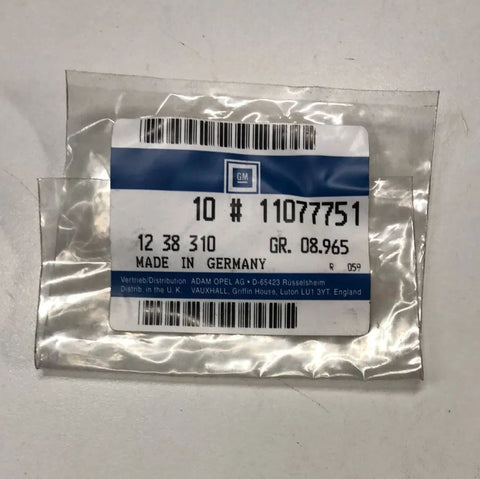 GM
10 # 11077751
12 38 310 GR. 08.965
MADE IN GERMANY R 059
Vertrieb/Distribution ADAM OPEL AG • D-65423 Rüsselsheim
Distrib. in the U. K. VAUXHALL, Griffin House, Luton LU1 3YT. England